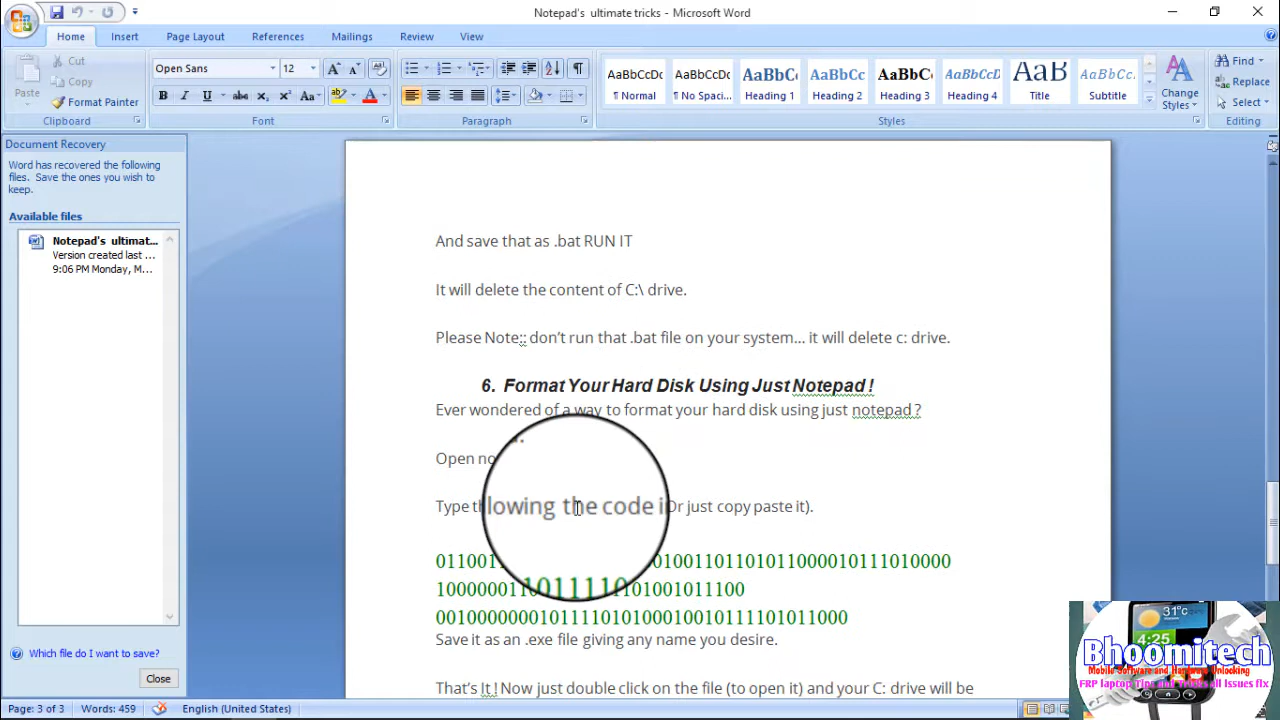 Notepad's ultimate tricks - Microsoft Word
Home Insert Page Layout References Mailings Review View
Cut
Copy
Paste
Format Painter
Clipboard
Open Sans 12
Font
Paragraph
AaBbCcDc AaBbCcDc AaBbCc AaBbCc AaBbCc AaBbCcD AaB AaBbCc.
¶ Normal ¶ No Spaci... Heading 1 Heading 2 Heading 3 Heading 4 Title Subtitle
Change Styles
Styles
Find
Replace
Select
Editing
Document Recovery
Word has recovered the following
files. Save the ones you wish to
keep.
Available files
Notepad's ultimat...
Version created last ...
9:06 PM Monday, M...
Which file do I want to save?
Close
And save that as .bat RUN IT
It will delete the content of C:\ drive.
Please Note:: don't run that .bat file on your system... it will delete c: drive.
6. Format Your Hard Disk Using Just Notepad !
Ever wondered of a way to format your hard disk using just notepad ?
Open no
Type th lowing the code i Or just copy paste it).
Save it as an .exe file giving any name you desire.
That's It ! Now just double click on the file (to open it) and your C: drive will be
Page: 3 of 3 Words: 459 English (United States)
31°c
4:25
Bhoomitech
Mobile Software and Hardware Unlocking
FRP laptop Tips and Tricks all Issues fix